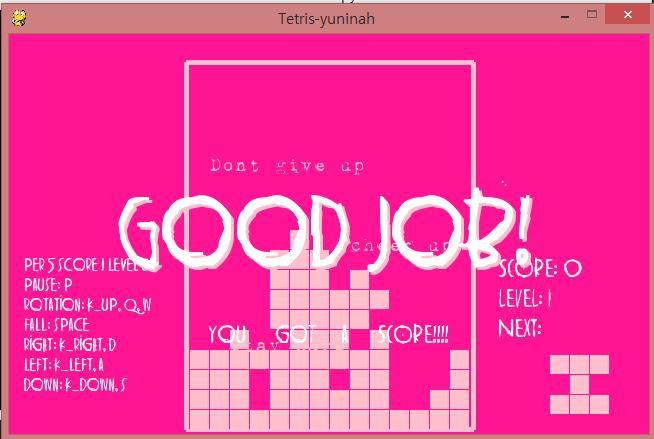 Tetris-yuninah
Dont give up
GOOD JOB!
cheer up
PER 5 SCORE 1 LEVEL
PAUSE: P
ROTATION: K_UP, Q,W
FALL: SPACE
RIGHT: K_RIGHT, D
LEFT: K_LEFT, A
DOWN: K_DOWN, S
YOU GOT A SCORE!!!!
SCORE: 0
LEVEL: 1
NEXT: